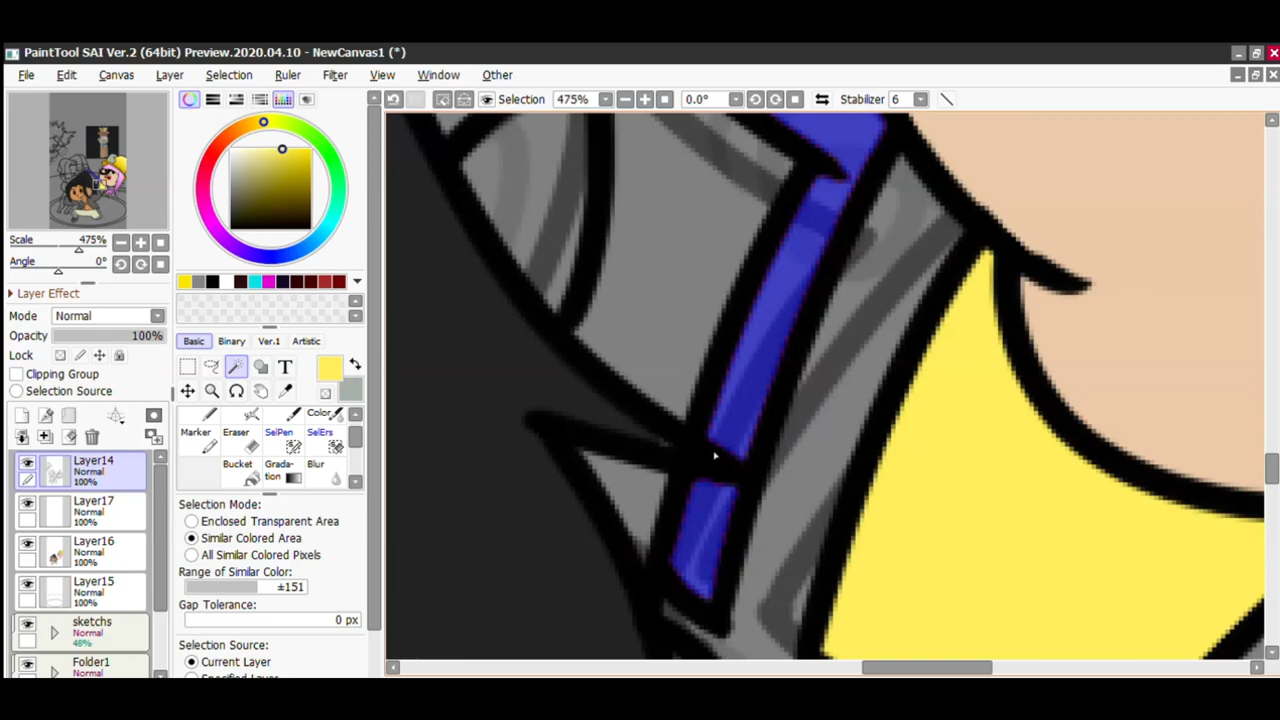 PaintTool SAI Ver.2 (64bit) Preview.2020.04.10 - NewCanvas1 (*)
File Edit Canvas Layer Selection Ruler Filter View Window Other
Selection 475% 0.0° Stabilizer 6
Scale 475%
Angle 0°
Layer Effect
Mode Normal
Opacity 100%
Lock
Clipping Group
Selection Source
Layer14
Normal
100%
Layer17
Normal
100%
Layer16
Normal
100%
Layer15
Normal
100%
sketchs
Normal
48%
Folder1
Normal
Basic Binary Ver.1 Artistic
T
Color
Marker Eraser SelPen SelErs
Bucket Grada-tion Blur
Selection Mode:
Enclosed Transparent Area
Similar Colored Area
All Similar Colored Pixels
Range of Similar Color:
±151
Gap Tolerance:
0 px
Selection Source:
Current Layer